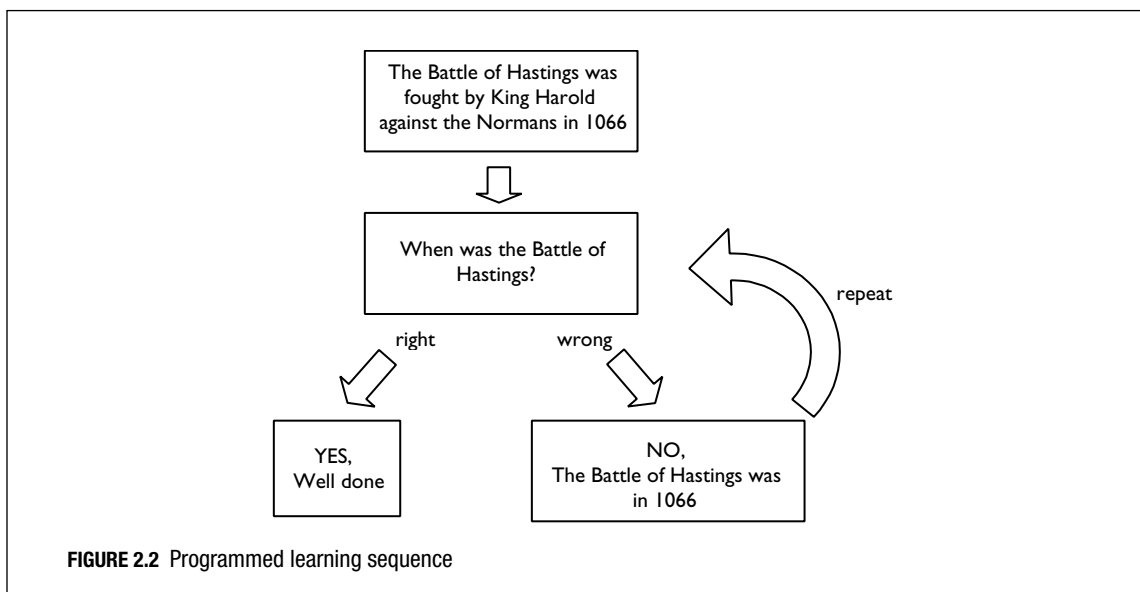 The Battle of Hastings was
fought by King Harold
against the Normans in 1066
When was the Battle of
Hastings?
repeat
right
wrong
YES,
Well done
NO,
The Battle of Hastings was
in 1066
FIGURE 2.2 Programmed learning sequence